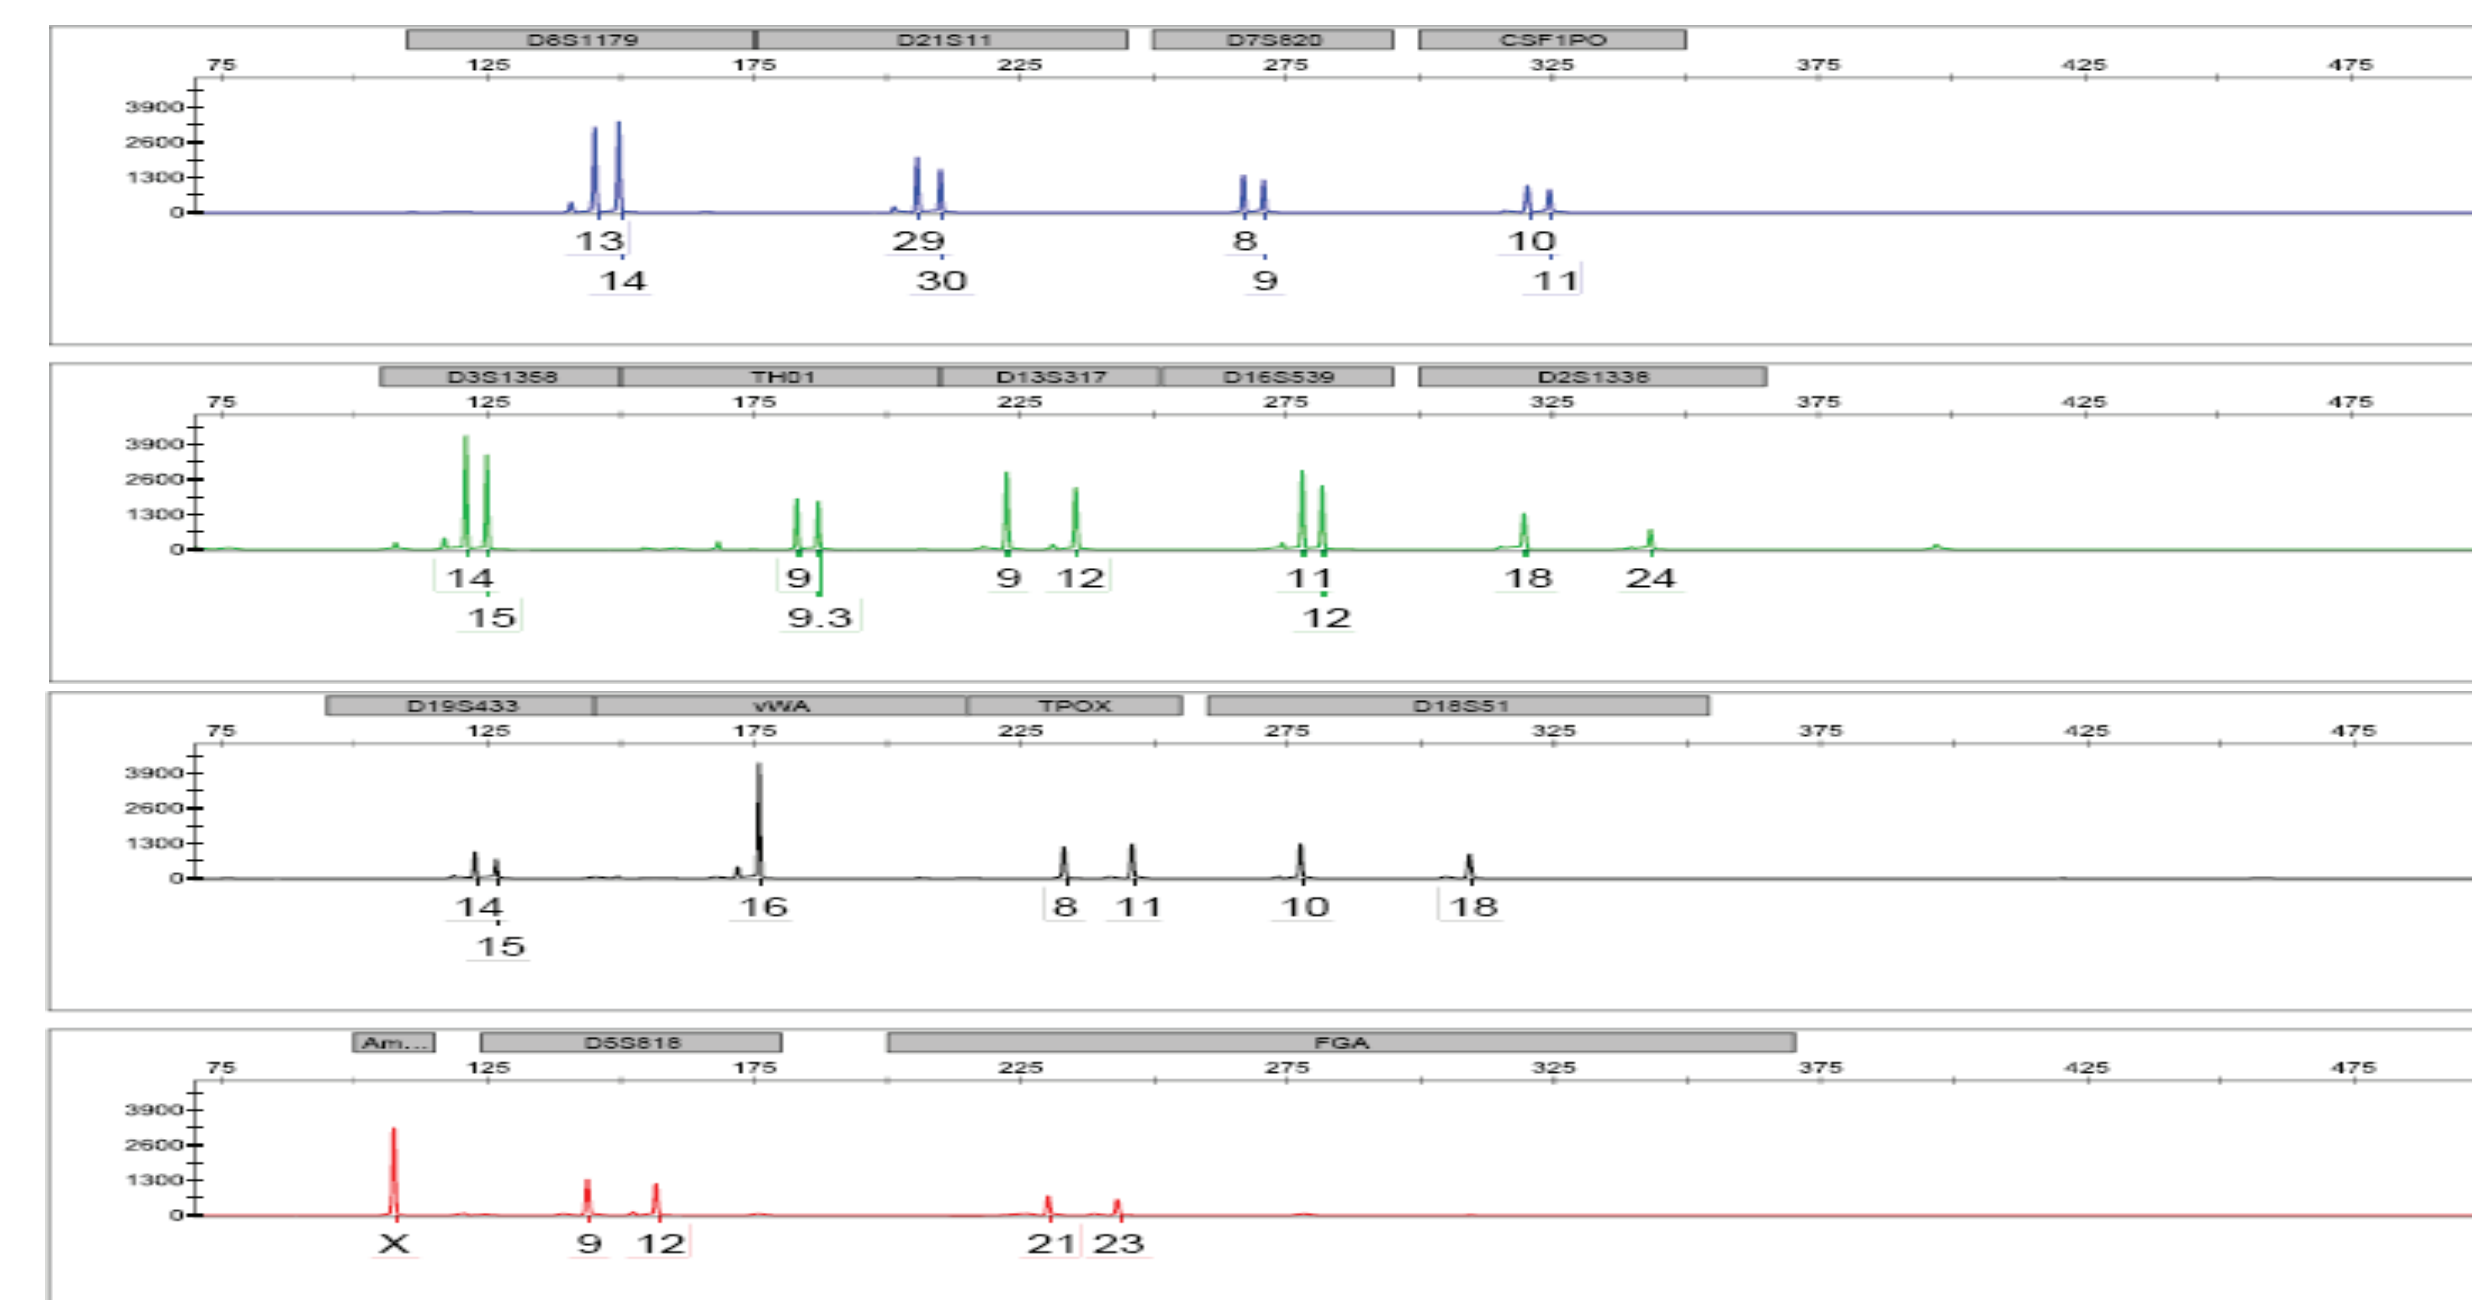 D8S1179 D21S11 D7S820 CSF1PO
75 125 175 225 275 325 375 425 475
3900
2600
1300
0
13 29 8 10
14 30 9 11
D3S1358 TH01 D13S317 D16S539 D2S1338
75 125 175 225 275 325 375 425 475
3900
2600
1300
0
14 9 9 12 11 18 24
15 9.3 12
D19S433 vWA TPOX D18S51
75 125 175 225 275 325 375 425 475
3900
2600
1300
0
14 16 8 11 10 18
15
Am... D5S818 FGA
75 125 175 225 275 325 375 425 475
3900
2600
1300
0
X 9 12 21 23